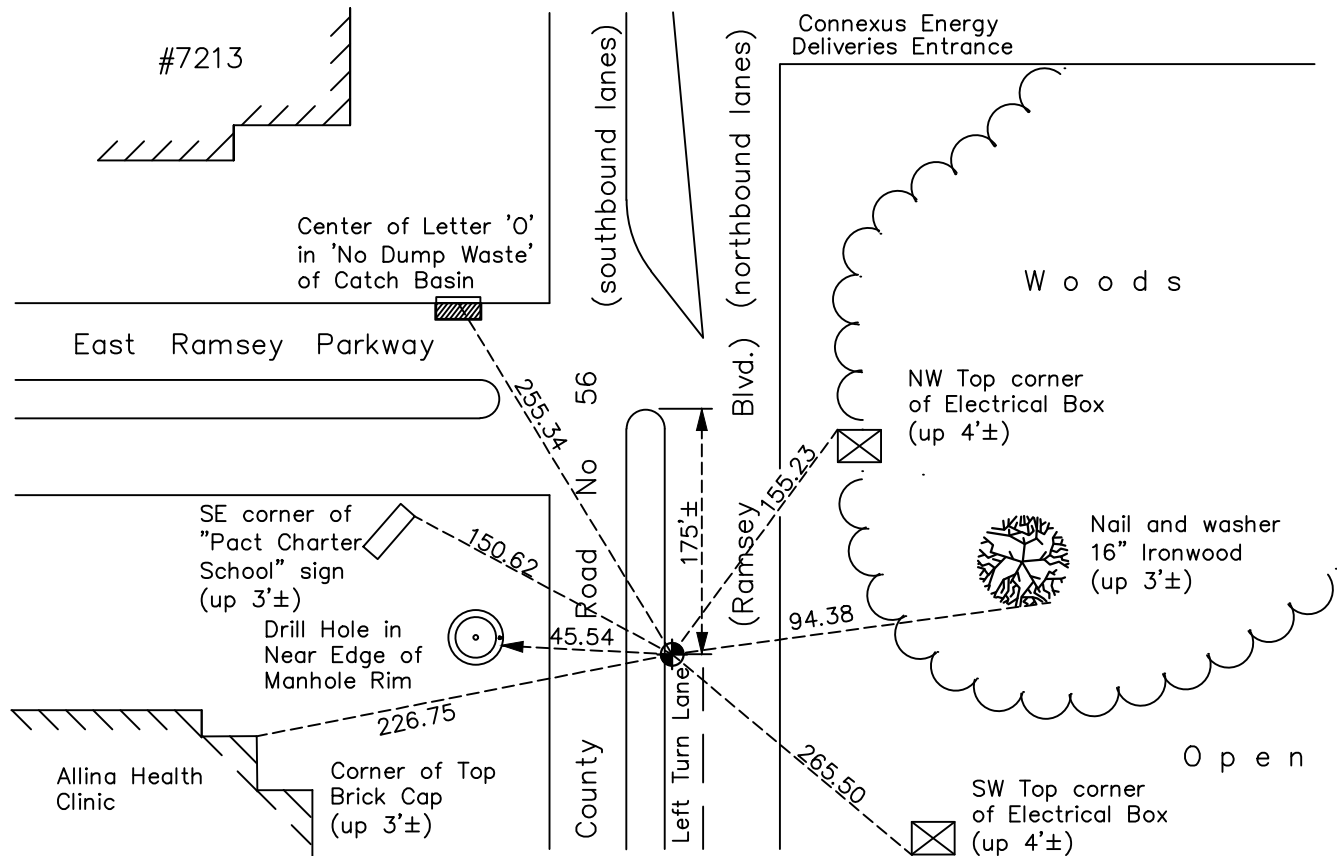 #7213
(southbound lanes)
(northbound lanes)
Connexus Energy
Deliveries Entrance
Center of Letter 'O'
in 'No Dump Waste'
of Catch Basin
East Ramsey Parkway
Woods
255.34
County Road No 56
(Ramsey Blvd.)
175'±
155.23
NW Top corner
of Electrical Box
(up 4'±)
SE corner of
"Pact Charter
School" sign
(up 3'±)
150.62
Nail and washer
16" Ironwood
(up 3'±)
94.38
Drill Hole in
Near Edge of
Manhole Rim
45.54
226.75
Left Turn Lane
265.50
Open
Allina Health
Clinic
Corner of Top
Brick Cap
(up 3'±)
SW Top corner
of Electrical Box
(up 4'±)